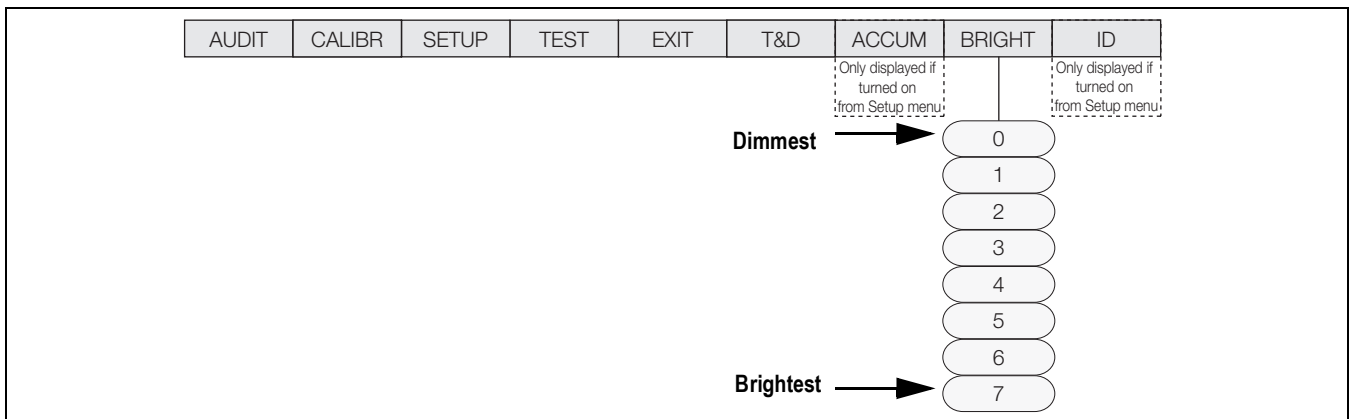 AUDIT CALIBR SETUP TEST EXIT T&D ACCUM BRIGHT ID
Only displayed if
turned on
from Setup menu
Only displayed if
turned on
from Setup menu
Dimmest
0
1
2
3
4
5
6
Brightest
7